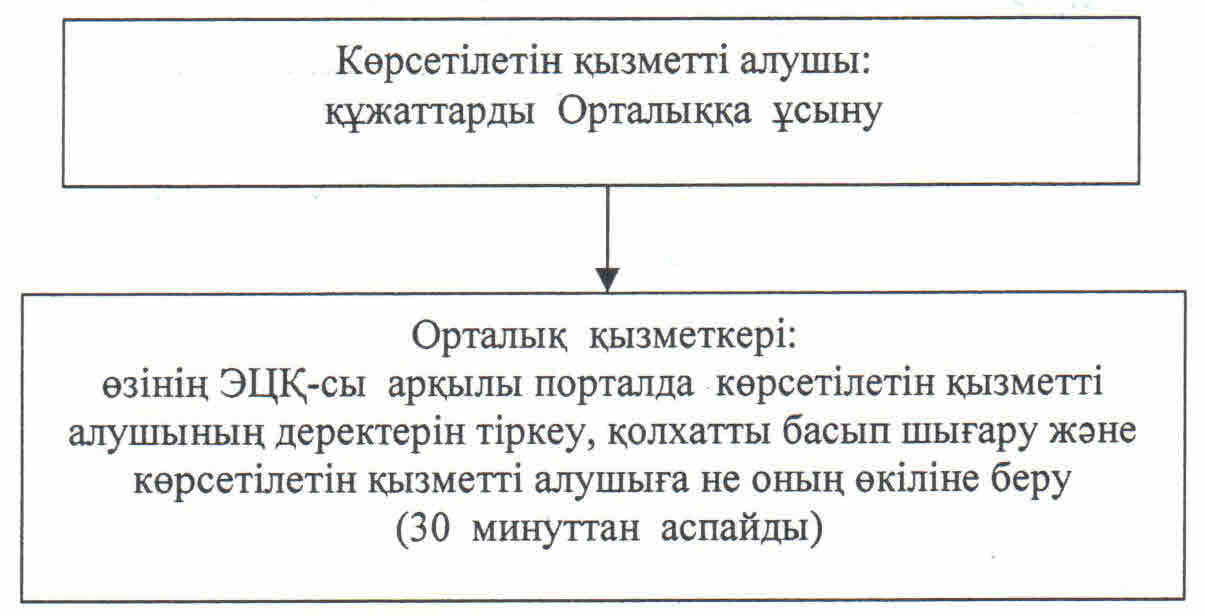 Көрсетілетін қызметті алушы:
құжаттарды Орталыққа ұсыну
Орталық қызметкері:
өзінің ЭЦҚ-сы арқылы порталда көрсетілетін қызметті
алушының деректерін тіркеу, қолхатты басып шығару және
көрсетілетін қызметті алушыға не оның өкіліне беру
(30 минуттан аспайды)